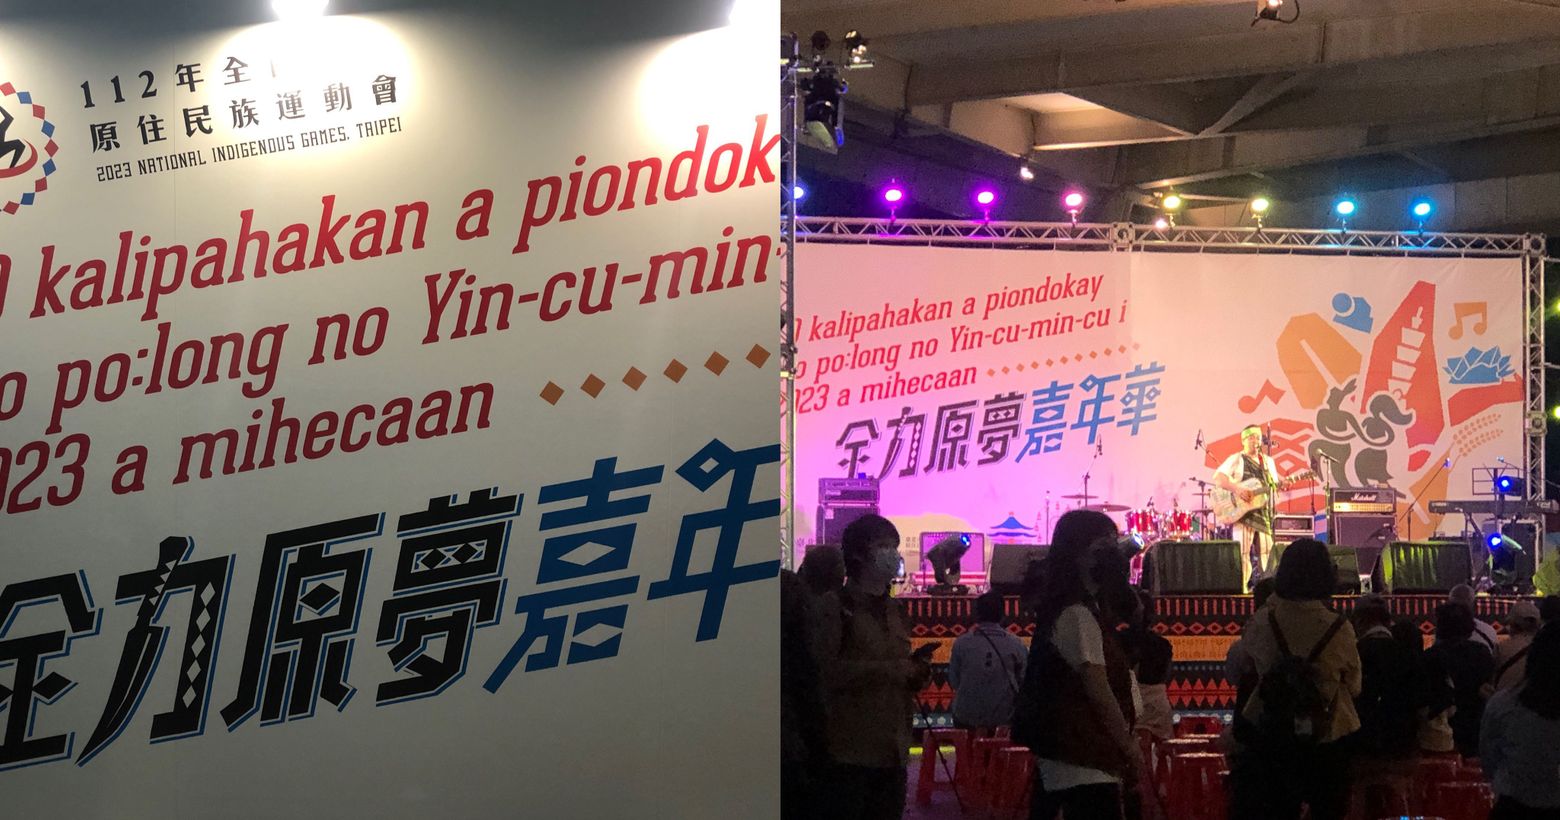 112年全
原住民族運動會
2023 NATIONAL INDIGENOUS GAMES, TAIPEI
kalipahakan a piondok
po:long no Yin-cu-min-
023 a mihecaan
全力原夢嘉年
kalipahakan a piondokay
po:long no Yin-cu-min-cu i
023 a mihecaan
全力原夢嘉年華
Marshall